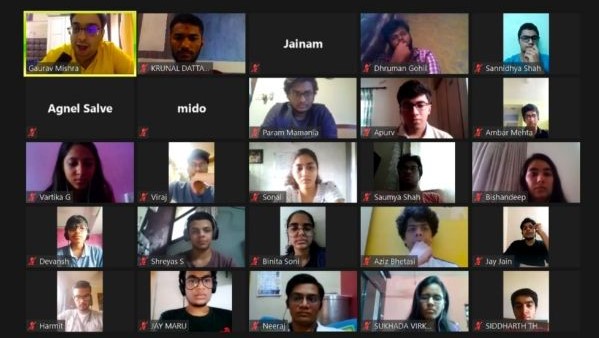 Gaurav Mishra
KRUNAL DATTA...
Jainam
Dhruman Gohil
Sannidhya Shah
Agnel Salve
mido
Param Mamania
Apurv
Ambar Mehta
Vartika G
Viraj
Sonal
Saumya Shah
Bishandeep
Devansh
Shreyas S
Binita Soni
Aziz Bhetasi
Jay Jain
Harmit
JAY MARU
Neeraj
SUKHADA VIRK...
SIDDHARTH TH...